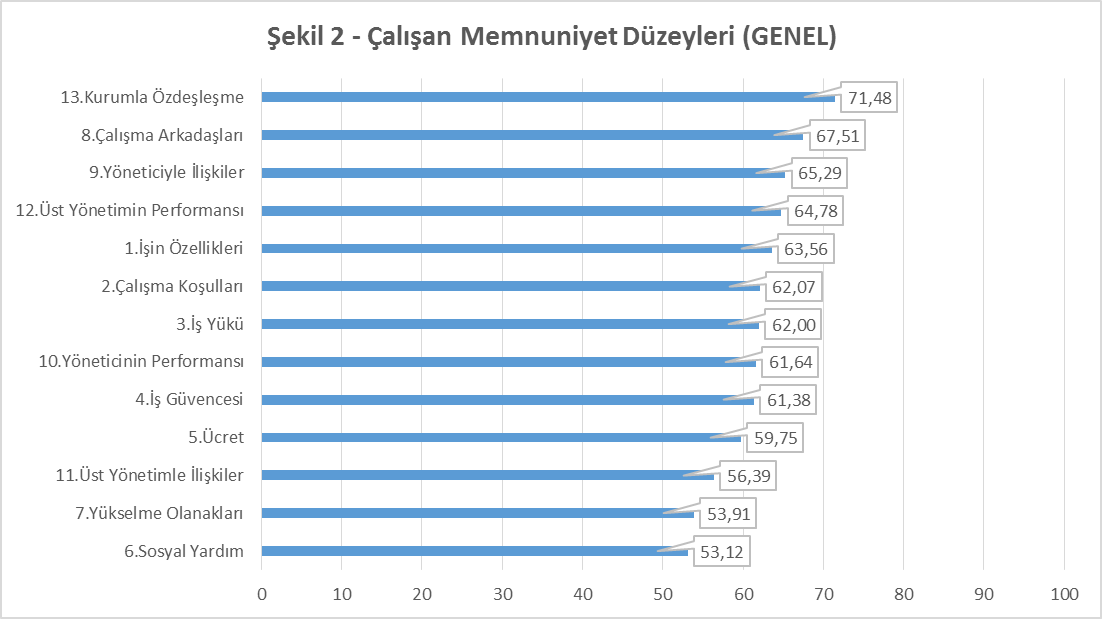 Şekil 2 - Çalışan Memnuniyet Düzeyleri (GENEL)
13.Kurumla Özdeşleşme 71,48
8.Çalışma Arkadaşları 67,51
9.Yöneticiyle İlişkiler 65,29
12.Üst Yönetimin Performansı 64,78
1.İşin Özellikleri 63,56
2.Çalışma Koşulları 62,07
3.İş Yükü 62,00
10.Yöneticinin Performansı 61,64
4.İş Güvencesi 61,38
5.Ücret 59,75
11.Üst Yönetimle İlişkiler 56,39
7.Yükselme Olanakları 53,91
6.Sosyal Yardım 53,12
0 10 20 30 40 50 60 70 80 90 100